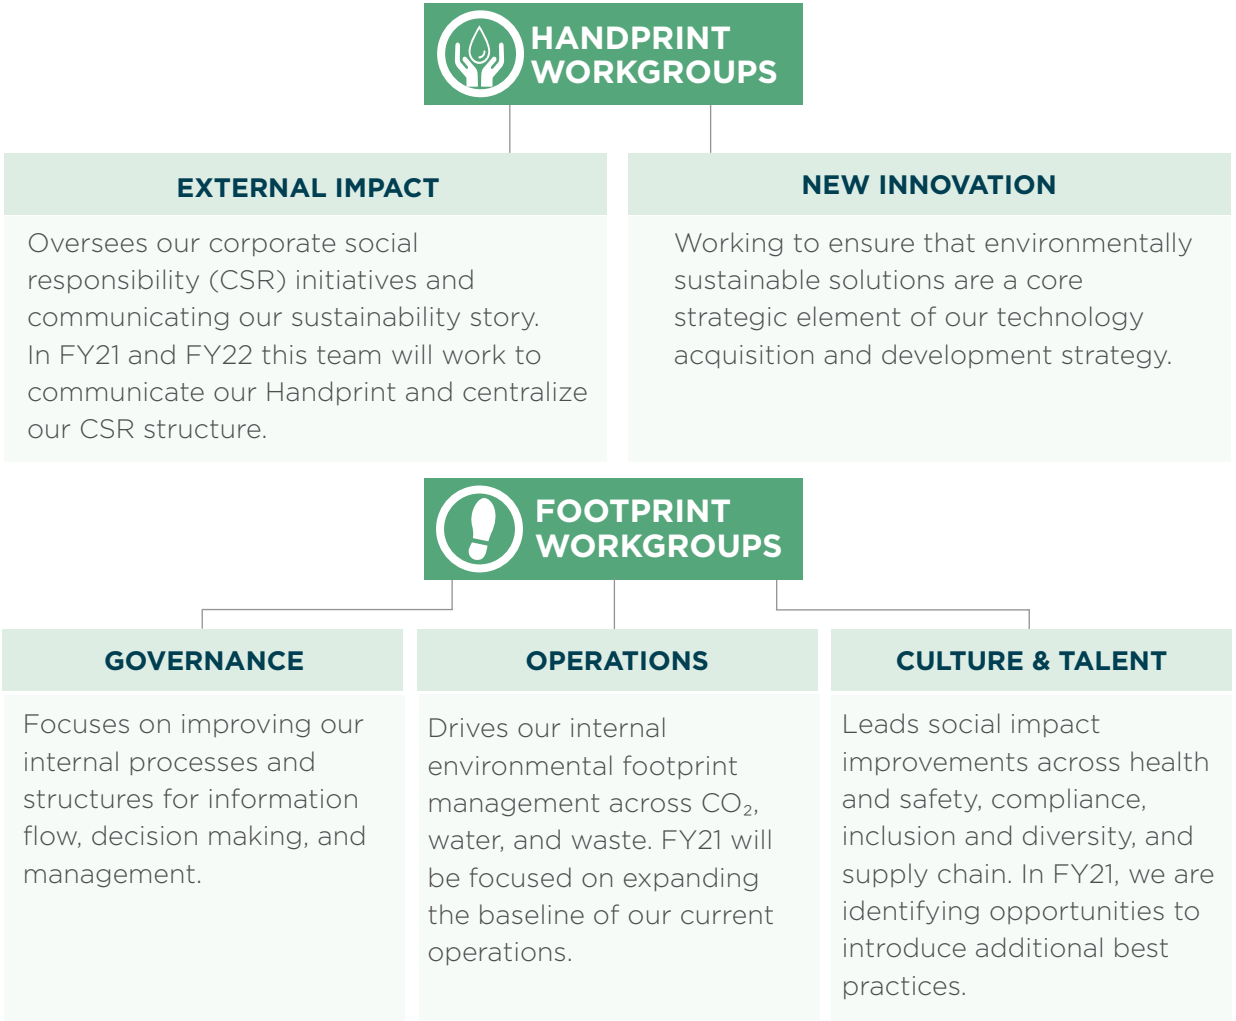 HANDPRINT
WORKGROUPS
EXTERNAL IMPACT
Oversees our corporate social
responsibility (CSR) initiatives and
communicating our sustainability story.
In FY21 and FY22 this team will work to
communicate our Handprint and centralize
our CSR structure.
NEW INNOVATION
Working to ensure that environmentally
sustainable solutions are a core
strategic element of our technology
acquisition and development strategy.
FOOTPRINT
WORKGROUPS
GOVERNANCE
Focuses on improving our
internal processes and
structures for information
flow, decision making, and
management.
OPERATIONS
Drives our internal
environmental footprint
management across CO₂,
water, and waste. FY21 will
be focused on expanding
the baseline of our current
operations.
CULTURE & TALENT
Leads social impact
improvements across health
and safety, compliance,
inclusion and diversity, and
supply chain. In FY21, we are
identifying opportunities to
introduce additional best
practices.